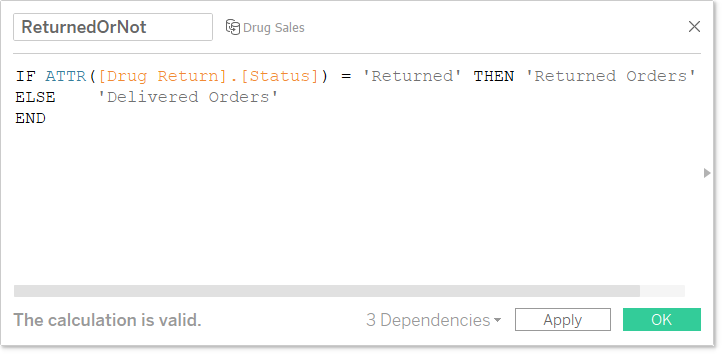 ReturnedOrNot
Drug Sales
IF ATTR([Drug Return].[Status]) = 'Returned' THEN 'Returned Orders'
ELSE    'Delivered Orders'
END
The calculation is valid.
3 Dependencies
Apply
OK